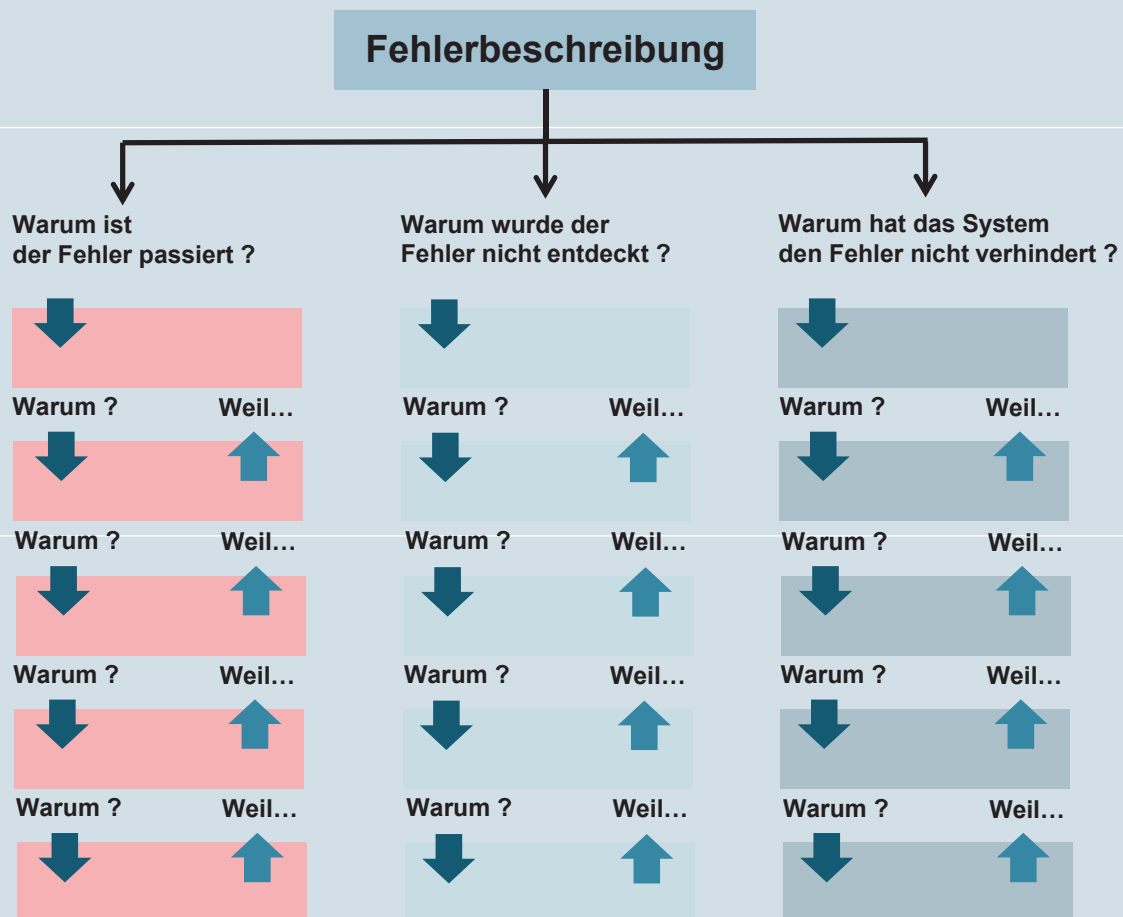 Fehlerbeschreibung
Warum ist
der Fehler passiert ?
Warum wurde der
Fehler nicht entdeckt ?
Warum hat das System
den Fehler nicht verhindert ?
Warum ? Weil… Warum ? Weil… Warum ? Weil…
Warum ? Weil… Warum ? Weil… Warum ? Weil…
Warum ? Weil… Warum ? Weil… Warum ? Weil…
Warum ? Weil… Warum ? Weil… Warum ? Weil…